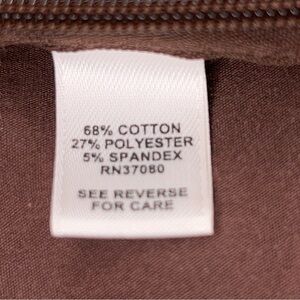 68% COTTON
27% POLYESTER
5% SPANDEX
RN37080
SEE REVERSE
FOR CARE